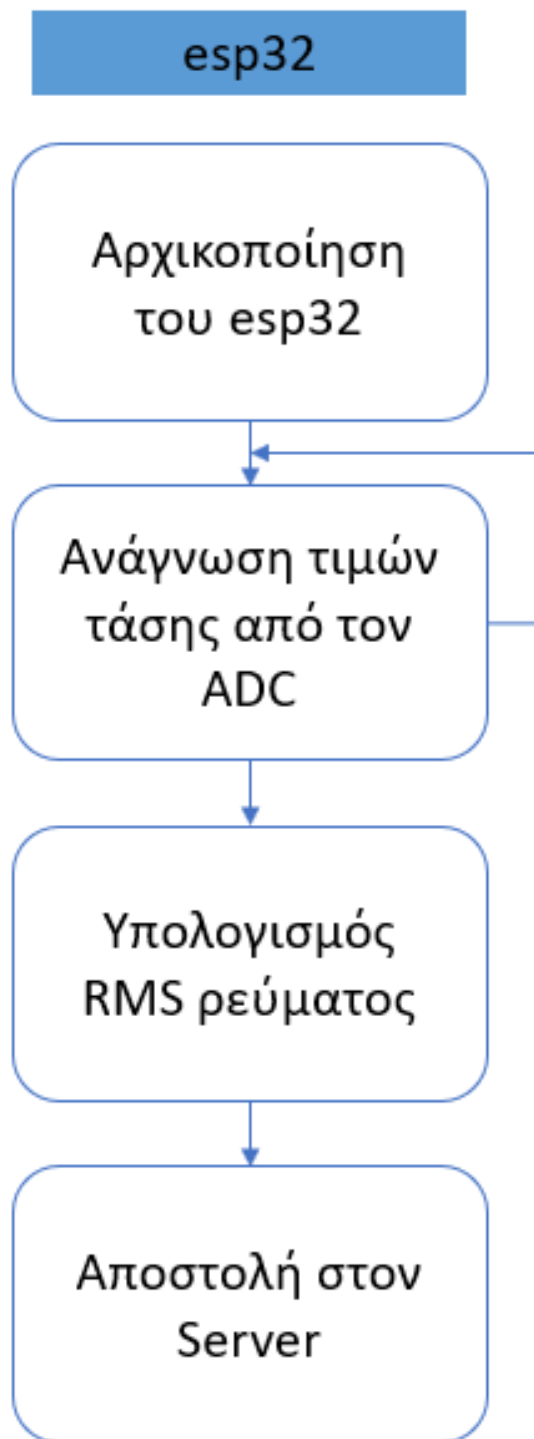 esp32
Αρχικοποίηση
του esp32
Ανάγνωση τιμών
τάσης από τον
ADC
Υπολογισμός
RMS ρεύματος
Αποστολή στον
Server